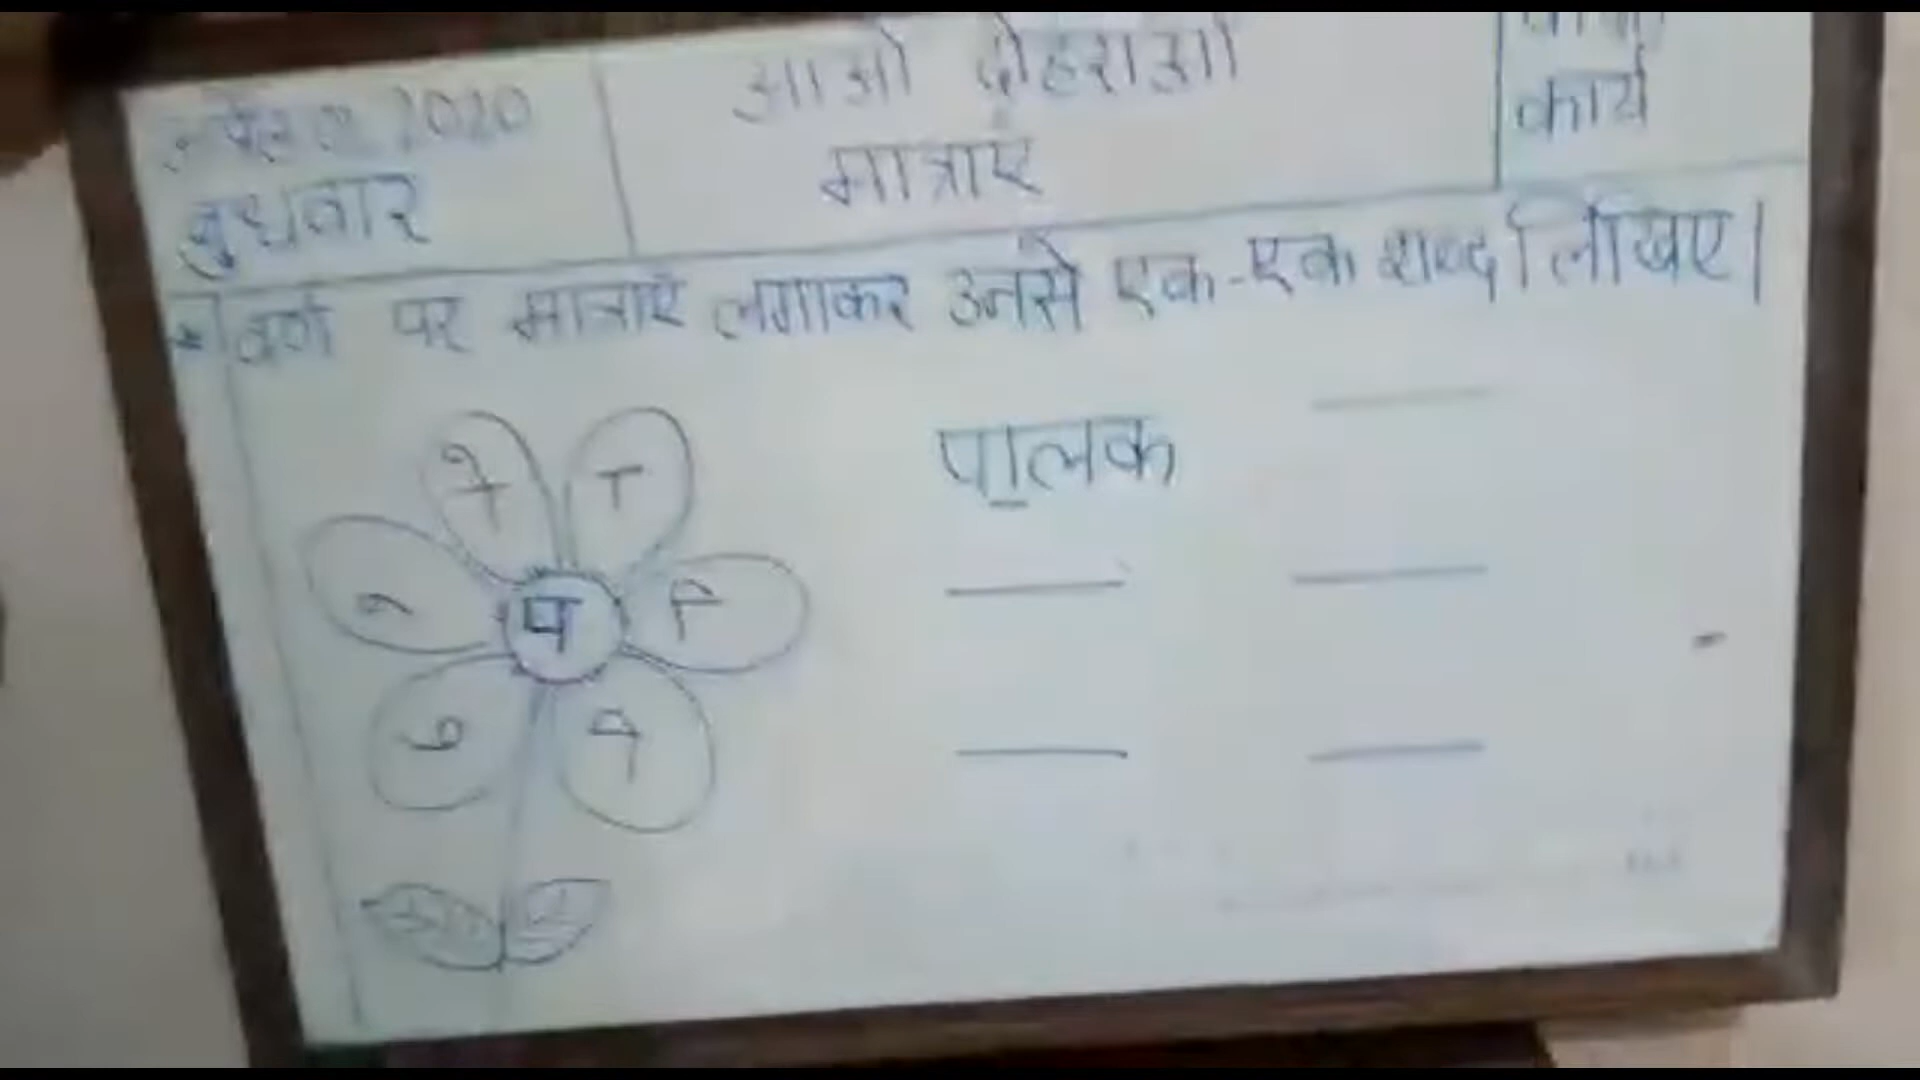 2020
बुधवार
आओ दोहराओ
मात्राएँ
कार्य
वर्ण पर मात्राएँ लगाकर उनसे एक-एक शब्द लिखिए।
पालक
ा
ि
ी
ु
प